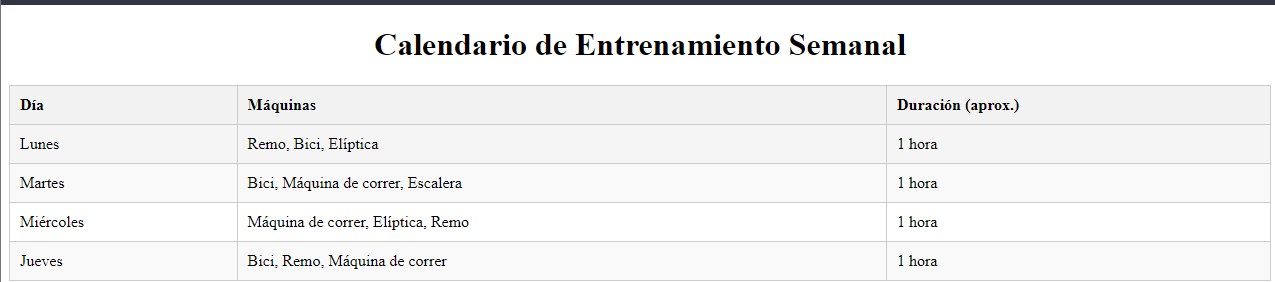 Calendario de Entrenamiento Semanal
Día Máquinas Duración (aprox.)
Lunes Remo, Bici, Elíptica 1 hora
Martes Bici, Máquina de correr, Escalera 1 hora
Miércoles Máquina de correr, Elíptica, Remo 1 hora
Jueves Bici, Remo, Máquina de correr 1 hora